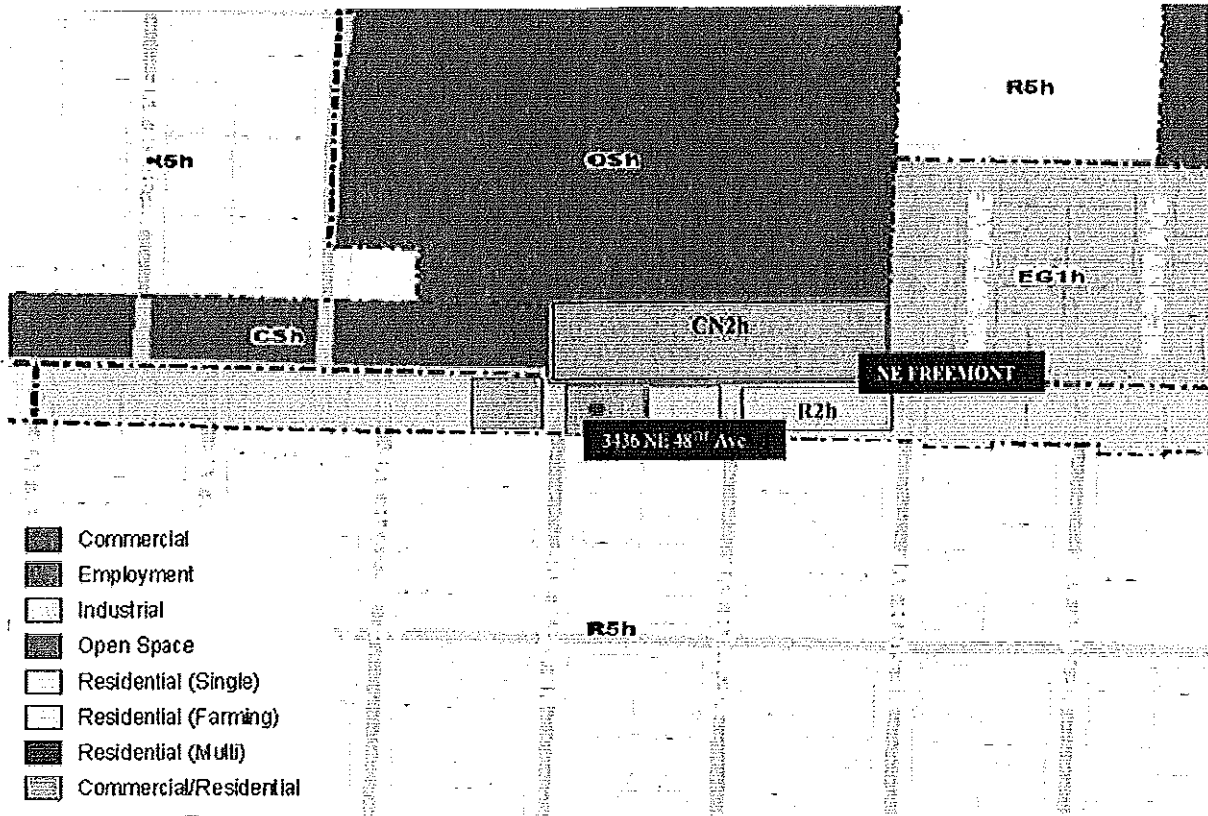 R5h
R5h
OSh
EG1h
CN2h
CSh
NE FREEMONT
R2h
3436 NE 48TH Ave
Commercial
Employment
Industrial
Open Space
Residential (Single)
Residential (Farming)
Residential (Multi)
Commercial/Residential
R5h